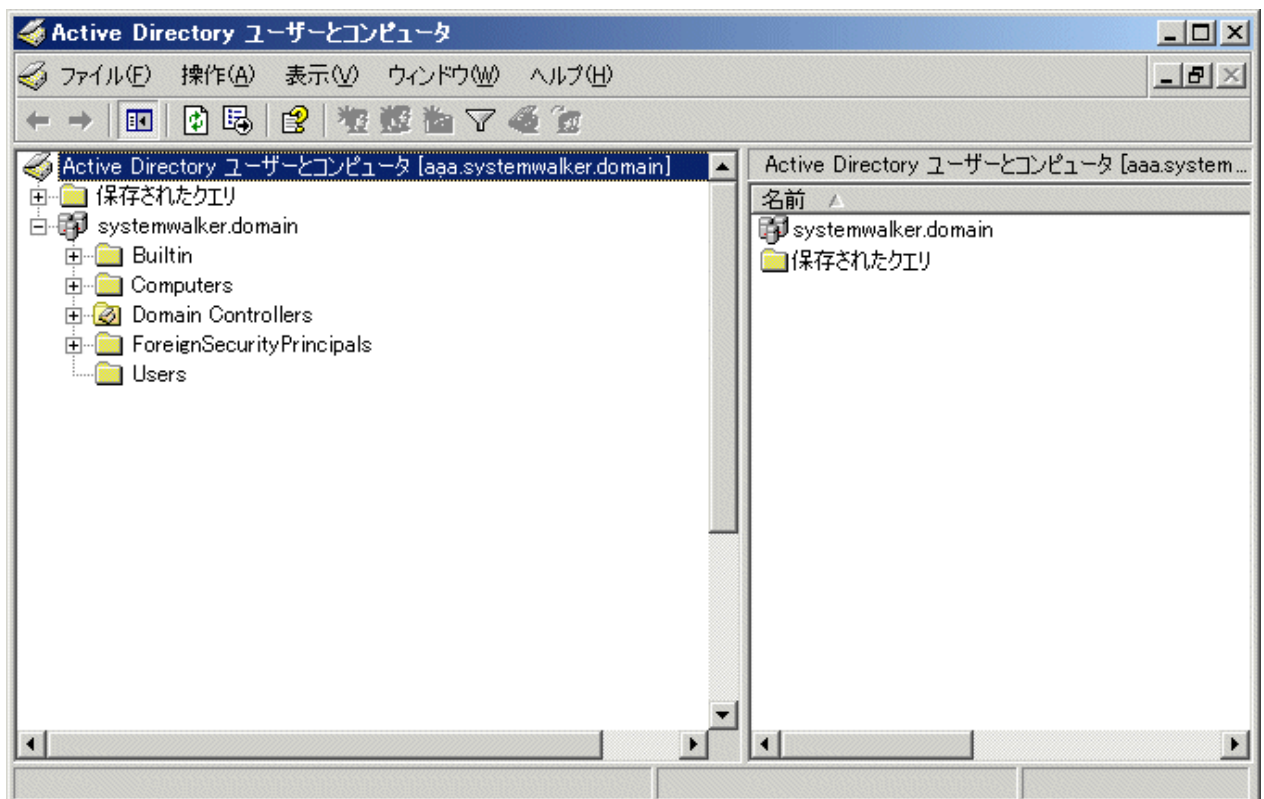 Active Directory ユーザーとコンピュータ
ファイル(F) 操作(A) 表示(V) ウィンドウ(W) ヘルプ(H)
Active Directory ユーザーとコンピュータ [aaa.systemwalker.domain]
保存されたクエリ
systemwalker.domain
Builtin
Computers
Domain Controllers
ForeignSecurityPrincipals
Users
Active Directory ユーザーとコンピュータ [aaa.system...
名前
systemwalker.domain
保存されたクエリ